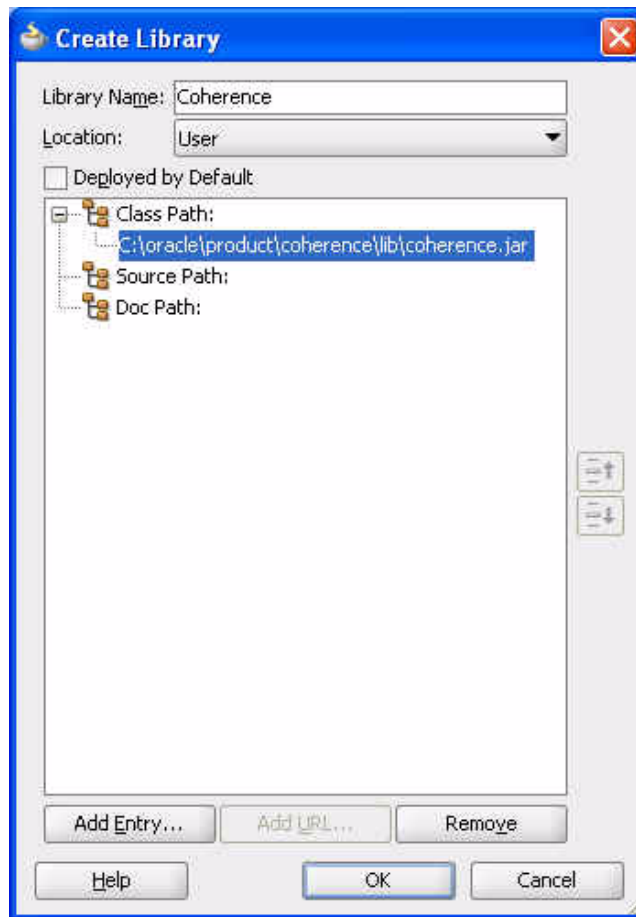 Create Library
Library Name: Coherence
Location: User
Deployed by Default
Class Path:
C:\oracle\product\coherence\lib\coherence.jar
Source Path:
Doc Path:
Add Entry... Add URL... Remove
Help OK Cancel